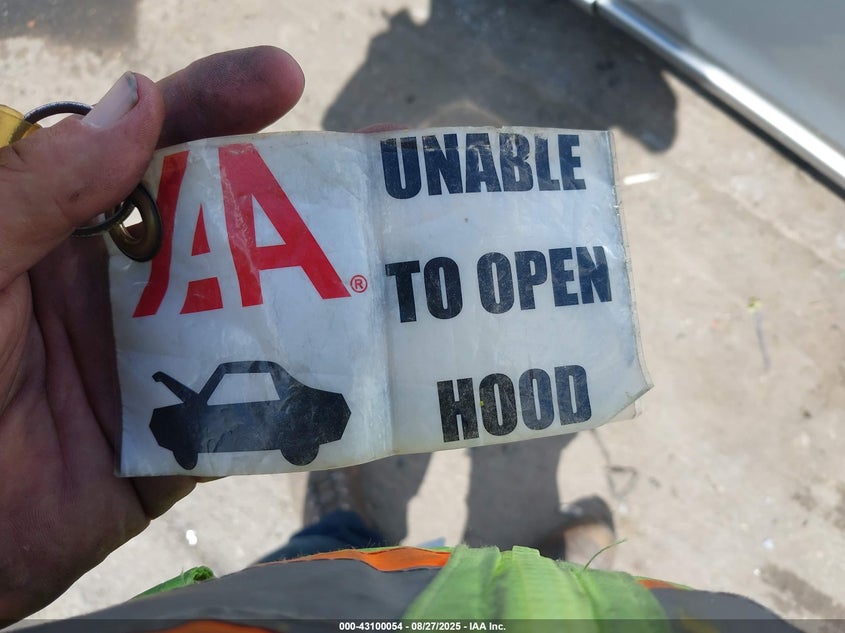 IAA®
UNABLE
TO OPEN
HOOD
000-43100054 - 08/27/2025 - IAA Inc.